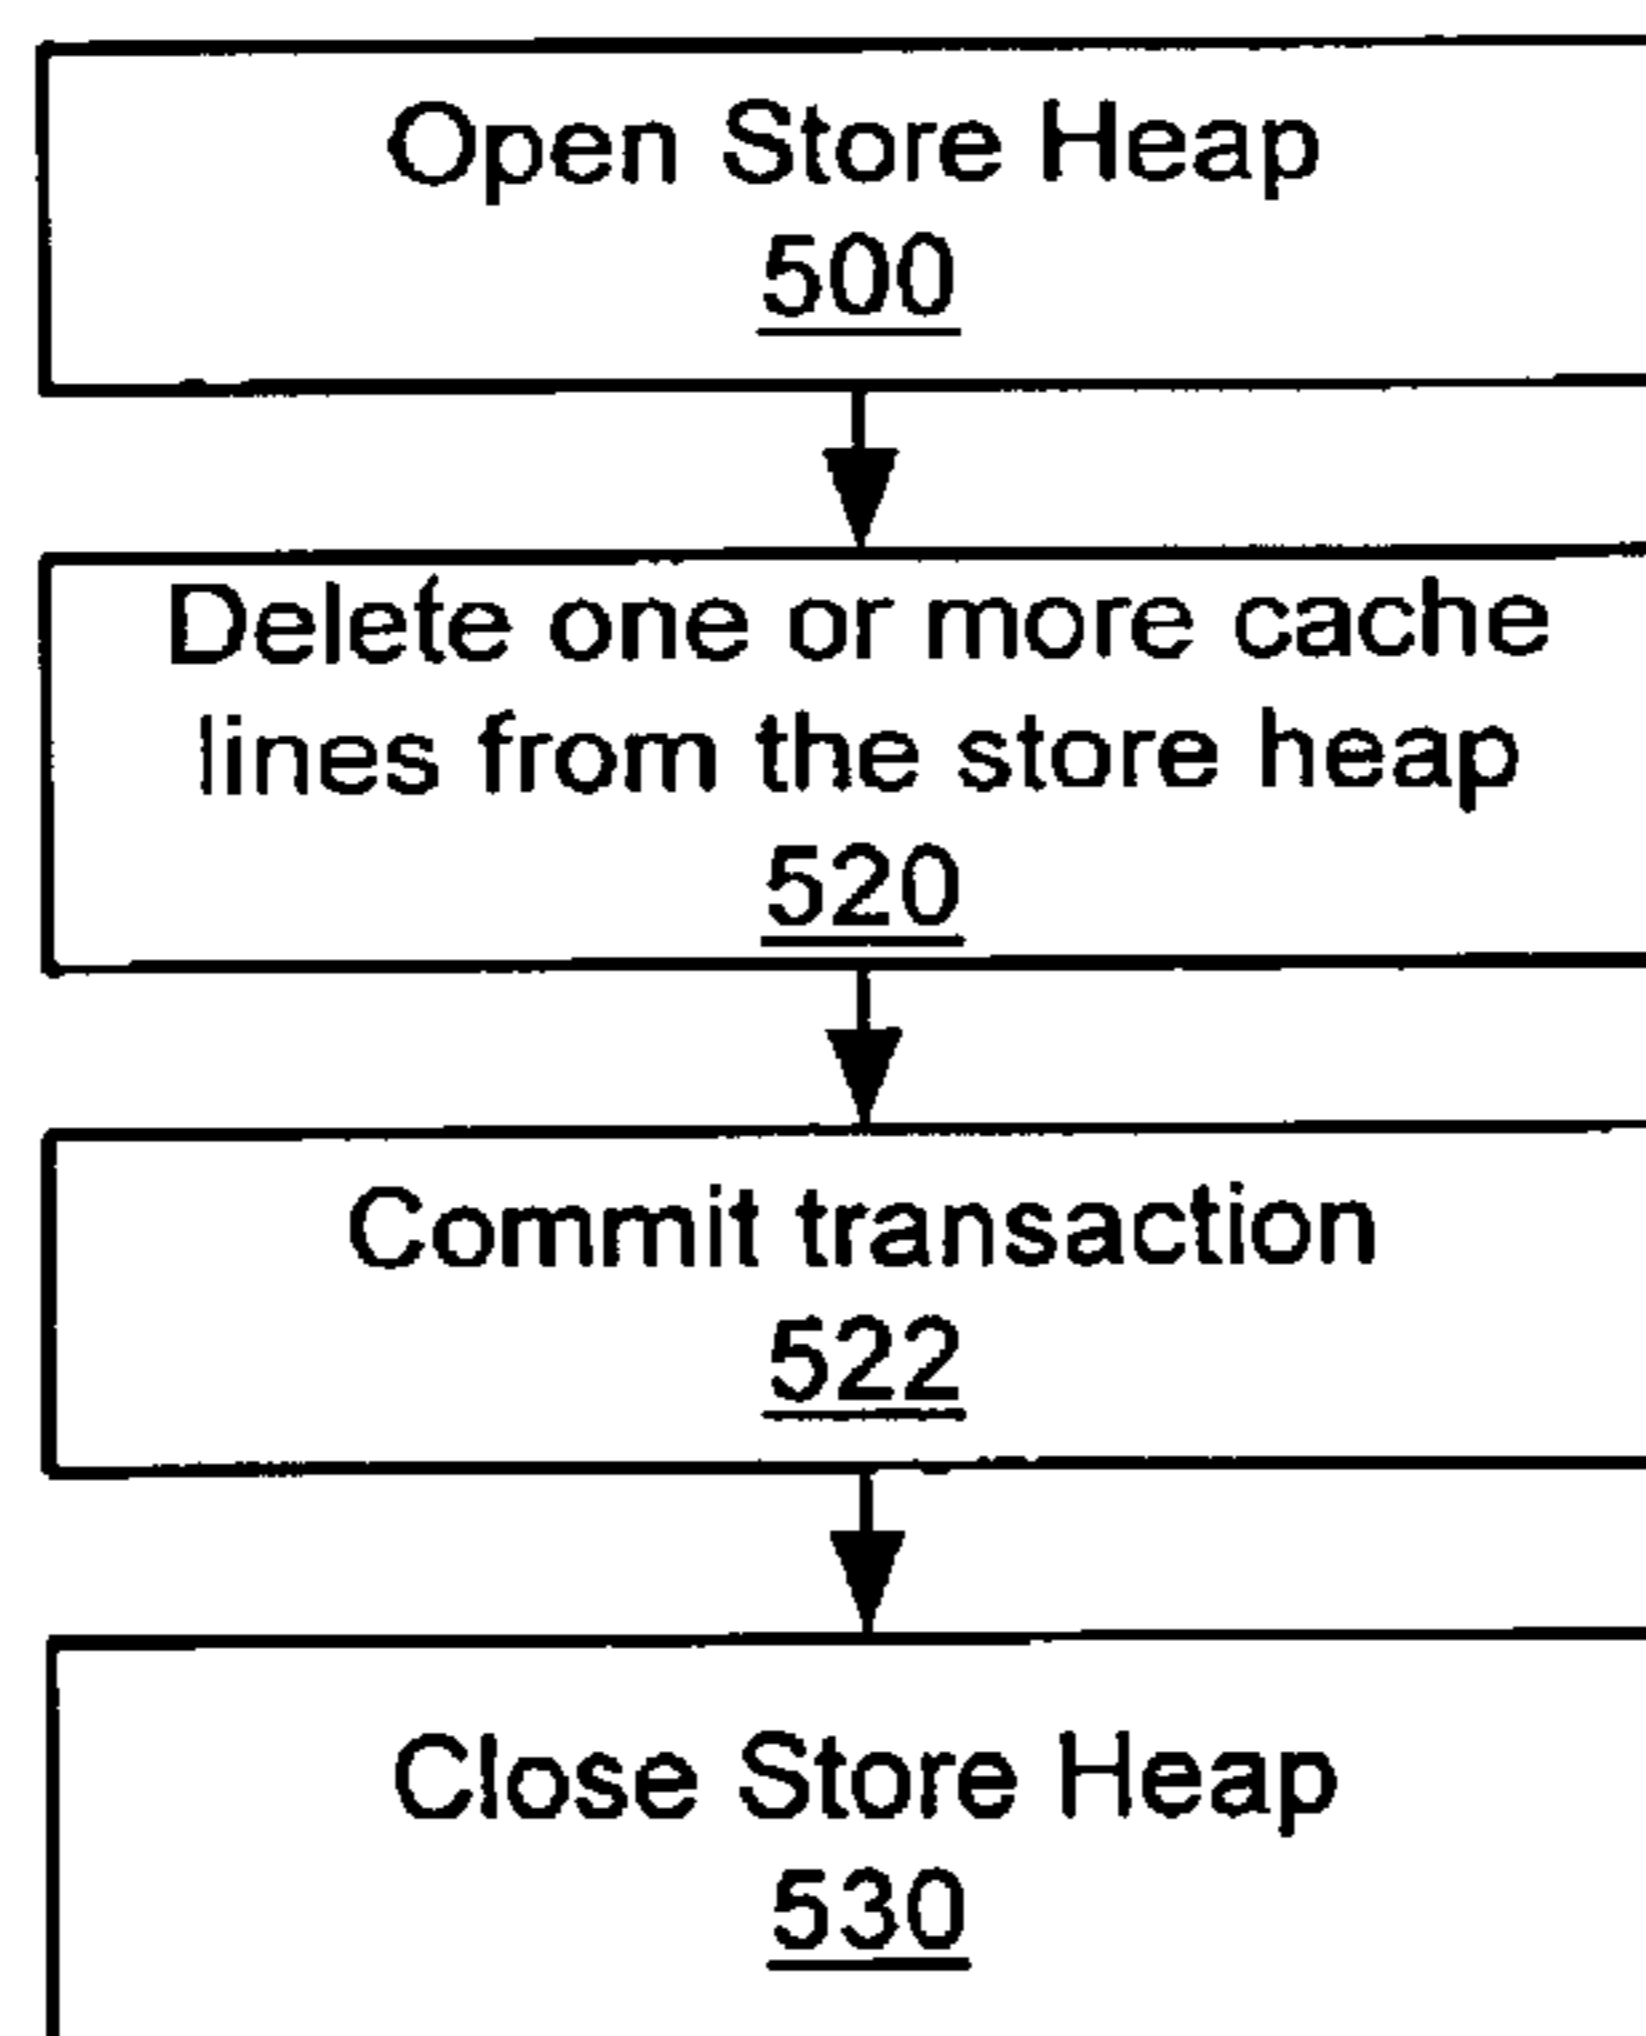 Open Store Heap
500
Delete one or more cache
lines from the store heap
520
Commit transaction
522
Close Store Heap
530